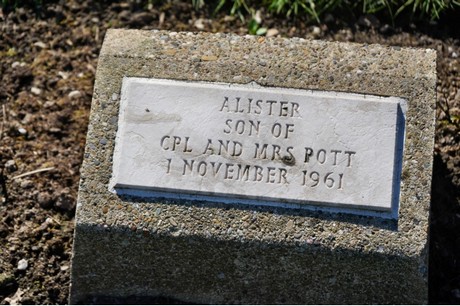 ALISTER
SON OF
CPL AND MRS POTT
1 NOVEMBER 1961